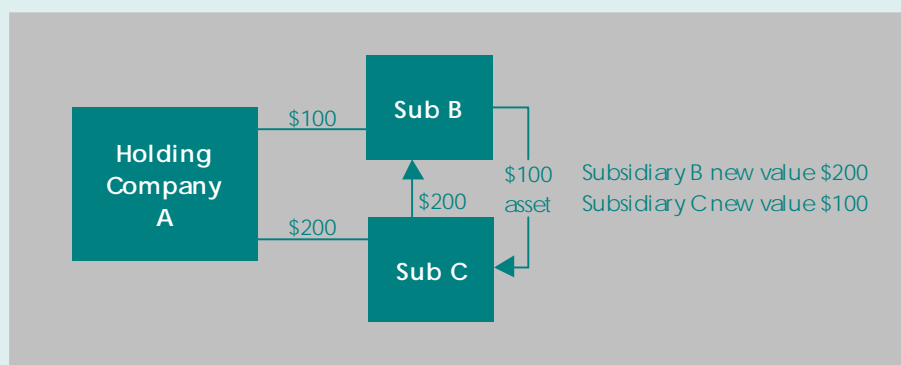 Holding
Company
A
$100
$200
Sub B
$200
Sub C
$100
asset
Subsidiary B new value $200
Subsidiary C new value $100